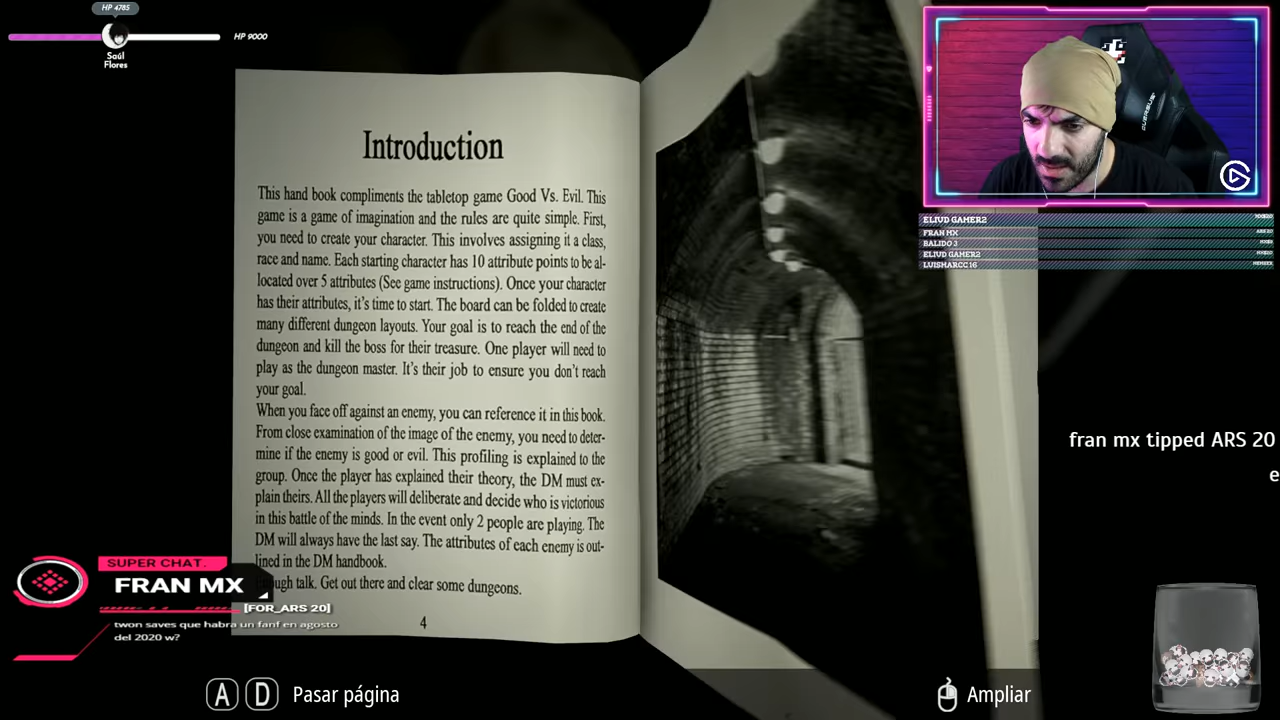 HP 4785
HP 9000
Saúl
Flores
Introduction
This hand book compliments the tabletop game Good Vs. Evil. This
game is a game of imagination and the rules are quite simple. First,
you need to create your character. This involves assigning it a class,
race and name. Each starting character has 10 attribute points to be al-
located over 5 attributes (See game instructions). Once your character
has their attributes, it's time to start. The board can be folded to create
many different dungeon layouts. Your goal is to reach the end of the
dungeon and kill the boss for their treasure. One player will need to
play as the dungeon master. It's their job to ensure you don't reach
your goal.
When you face off against an enemy, you can reference it in this book.
From close examination of the image of the enemy, you need to deter-
mine if the enemy is good or evil. This profiling is explained to the
group. Once the player has explained their theory, the DM must ex-
plain theirs. All the players will deliberate and decide who is victorious
in this battle of the minds. In the event only 2 people are playing. The
DM will always have the last say. The attributes of each enemy is out-
lined in the DM handbook.
talk. Get out there and clear some dungeons.
4
SUPER CHAT.
FRAN MX
[FOR_ARS 20]
twon saves que habra un fanf en agosto
del 2020 w?
A D Pasar página
Ampliar
ELIUD GAMER2
FRAN MX ARS 20
BALIDO 3
ELIUD GAMER2
LUISHARCC16 MEMBER
fran mx tipped ARS 20
e